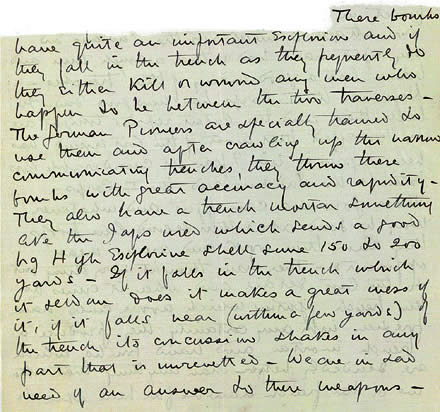 These bombs
have quite an important Explosion and if
they fall in the trench as they frequently do
they either kill or wound any men who
happen to be between the two traverses –
The German Pioneers are specially trained to
use them and after crawling up the narrow
communicating trenches, they throw these
bombs with great accuracy and rapidity –
They also have a trench mortar something
like the Japs used which sends a good
big High Explosive shell some 150 to 200
yards – If it falls in the trench which
it seldom does it makes a great mess of
it, if it falls near (within a few yards) of
the trench its concussion shakes in any
part that is unrevetted – We are in sad
need of an answer to these weapons –